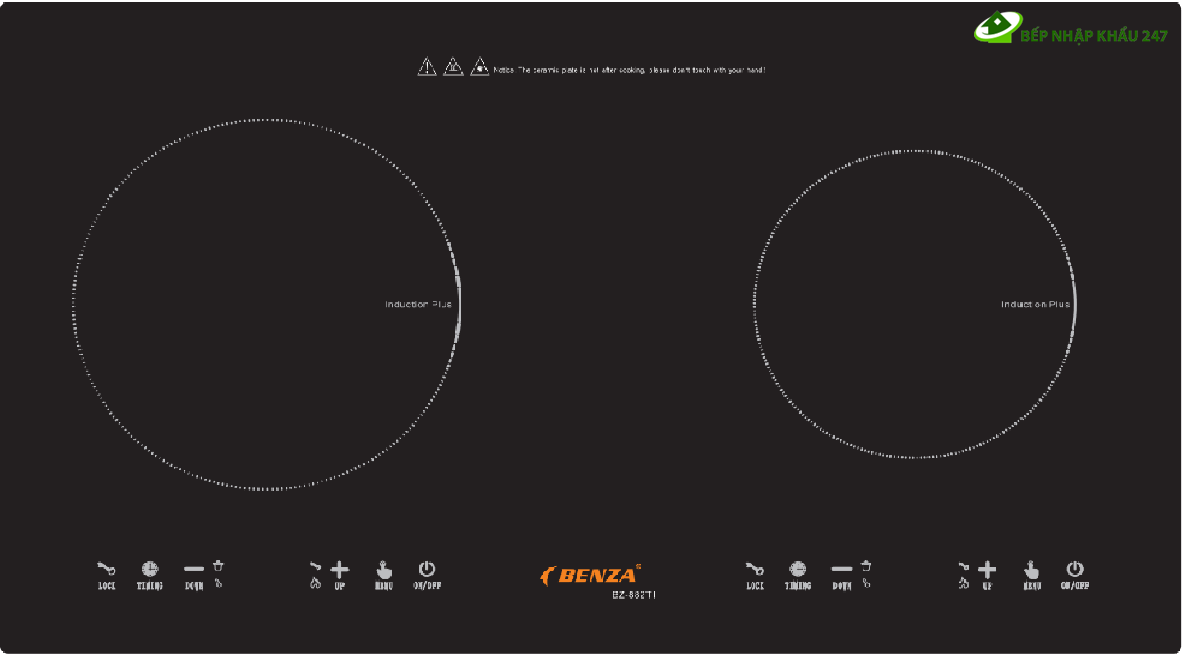 BẾP NHẬP KHẨU 247
Notice: The ceramic plate is hot after cooking, please don't touch with your hand!
Induction Plus
Induction Plus
LOCK TIMING DOWN UP MENU ON/OFF
BENZA
LOCK TIMING DOWN UP MENU ON/OFF